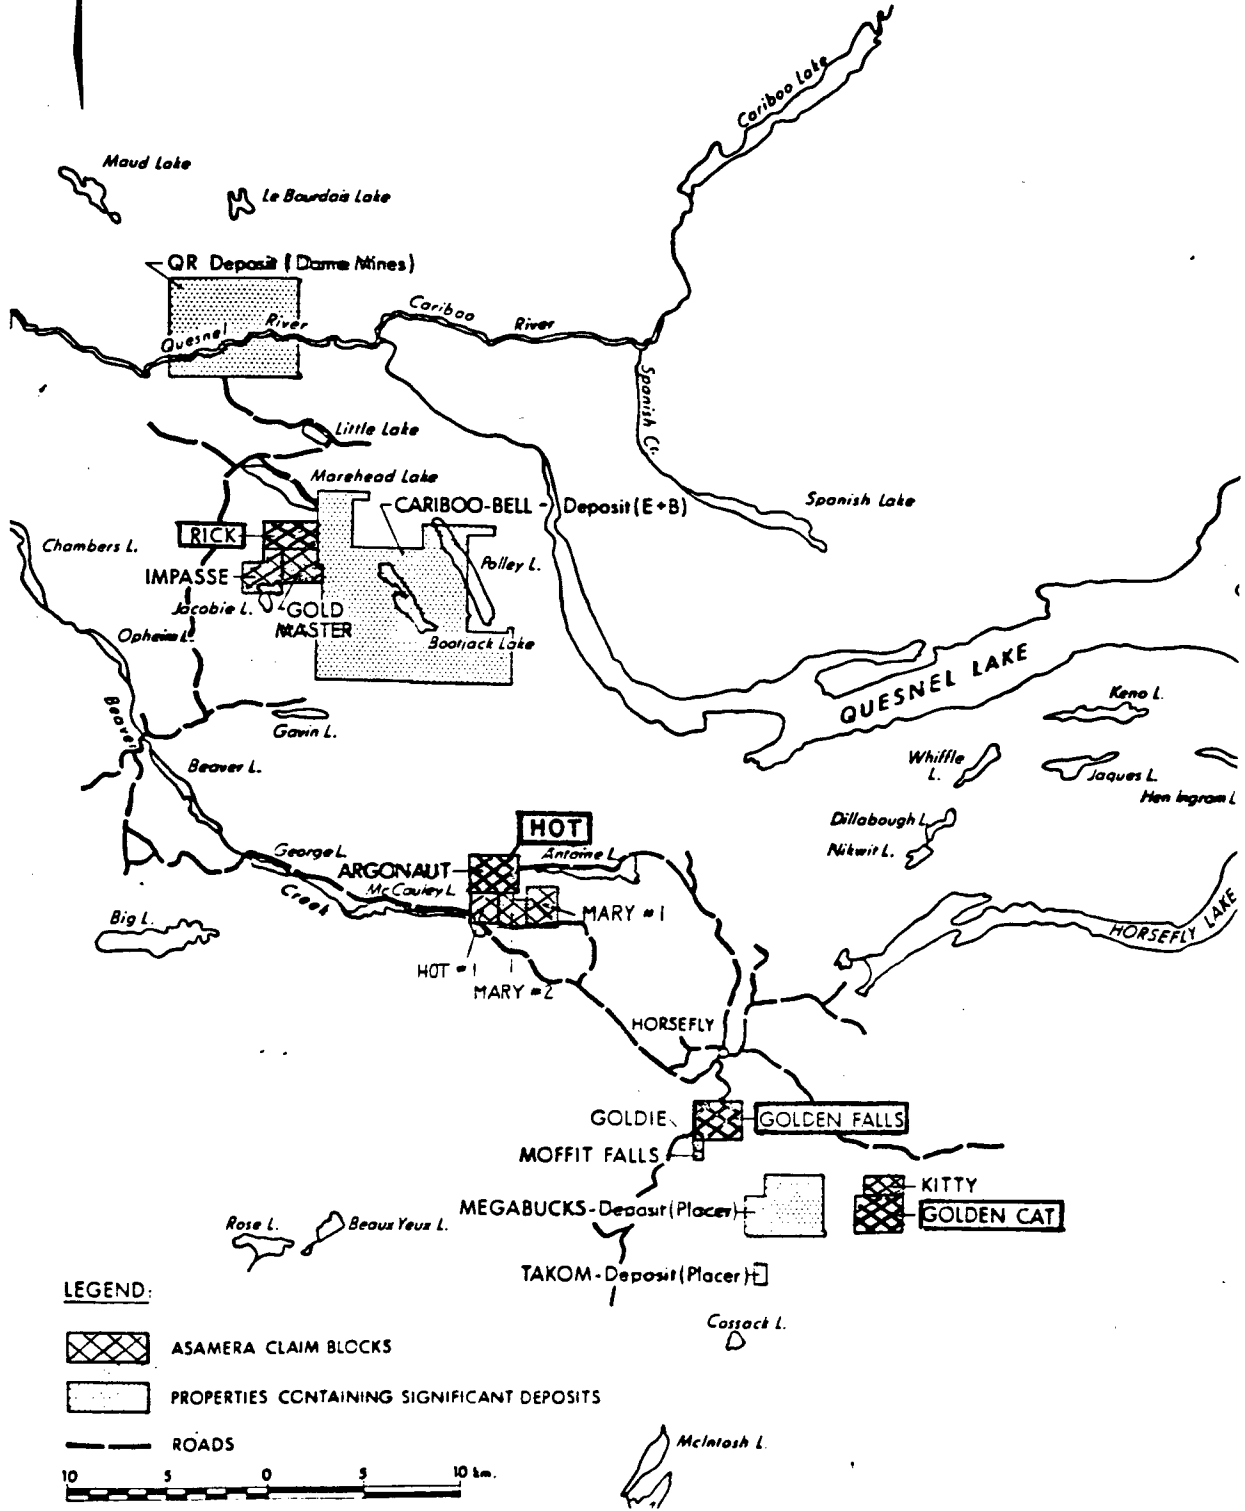 Cariboo Lake
Maud Lake
Le Bourdais Lake
QR Deposit (Dome Mines)
Quesnel River
Cariboo River
Spanish Cr.
Little Lake
Morehead Lake
CARIBOO-BELL - Deposit (E+B)
Spanish Lake
RICK
Chambers L.
Polley L.
IMPASSE
Jacobie L.
GOLD
MASTER
Opheim L.
Bootjack Lake
QUESNEL LAKE
Keno L.
Beaver
Gavin L.
Whiffle
L.
Beaver L.
Jaques L.
Hen Ingram L
HOT
Dillabough L.
Nikwit L.
George L.
ARGONAUT
Antoine L.
McCauley L.
Creek
Big L.
MARY #1
HORSEFLY LAKE
HOT #1
MARY #2
HORSEFLY
GOLDIE
GOLDEN FALLS
MOFFIT FALLS
KITTY
MEGABUCKS-Deposit (Placer)
GOLDEN CAT
Rose L.
Beaux Yeux L.
TAKOM-Deposit (Placer)
LEGEND:
Cossack L.
ASAMERA CLAIM BLOCKS
PROPERTIES CONTAINING SIGNIFICANT DEPOSITS
ROADS
McIntosh L.
10 5 0 5 10 km.